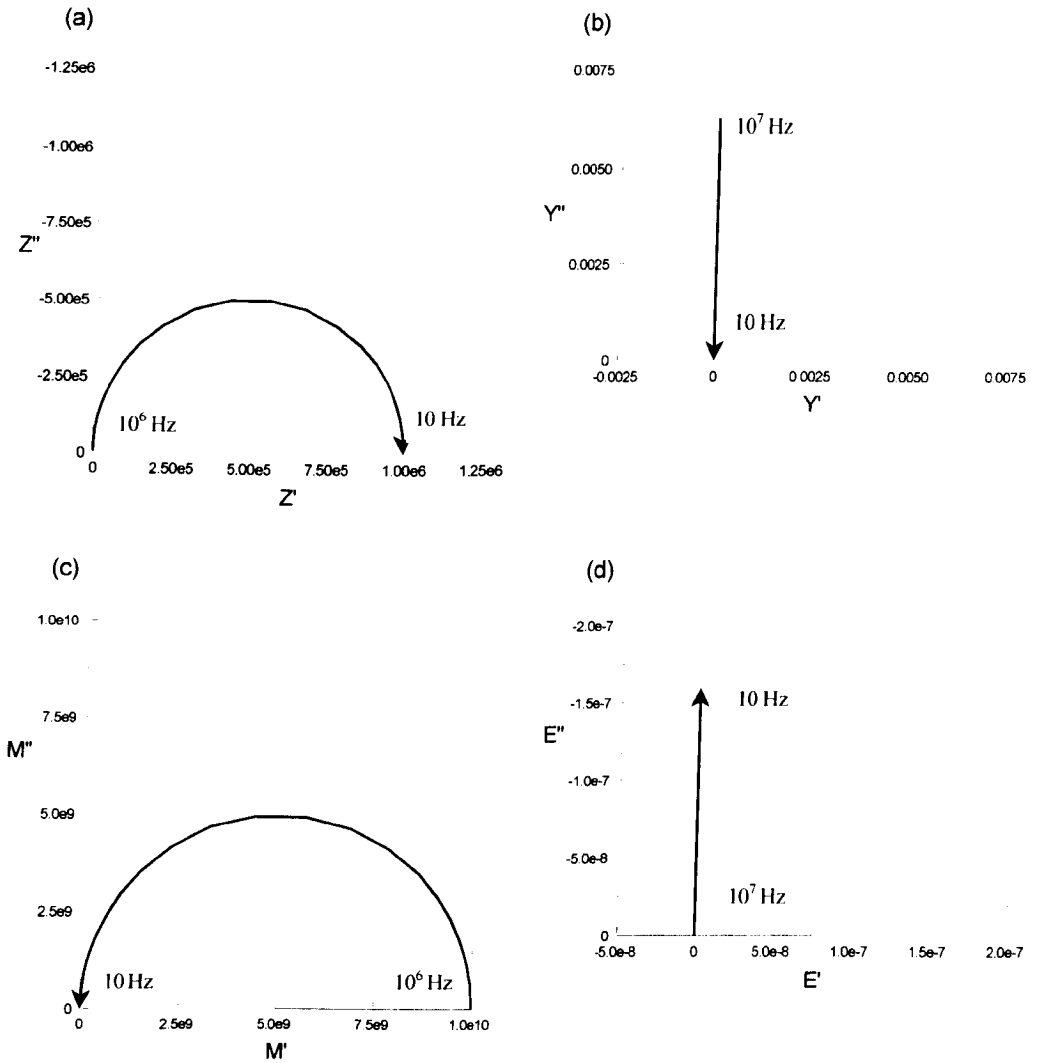 (a)
-1.25e6
-1.00e6
-7.50e5
Z"
-5.00e5
-2.50e5
10⁶ Hz
10 Hz
0
0 2.50e5 5.00e5 7.50e5 1.00e6 1.25e6
Z'
(b)
0.0075
10⁷ Hz
0.0050
Y"
0.0025
10 Hz
0
-0.0025 0 0.0025 0.0050 0.0075
Y'
(c)
1.0e10
7.5e9
M"
5.0e9
2.5e9
10 Hz
10⁶ Hz
0
0 2.5e9 5.0e9 7.5e9 1.0e10
M'
(d)
-2.0e-7
10 Hz
-1.5e-7
E"
-1.0e-7
-5.0e-8
10⁷ Hz
0
-5.0e-8 0 5.0e-8 1.0e-7 1.5e-7 2.0e-7
E'